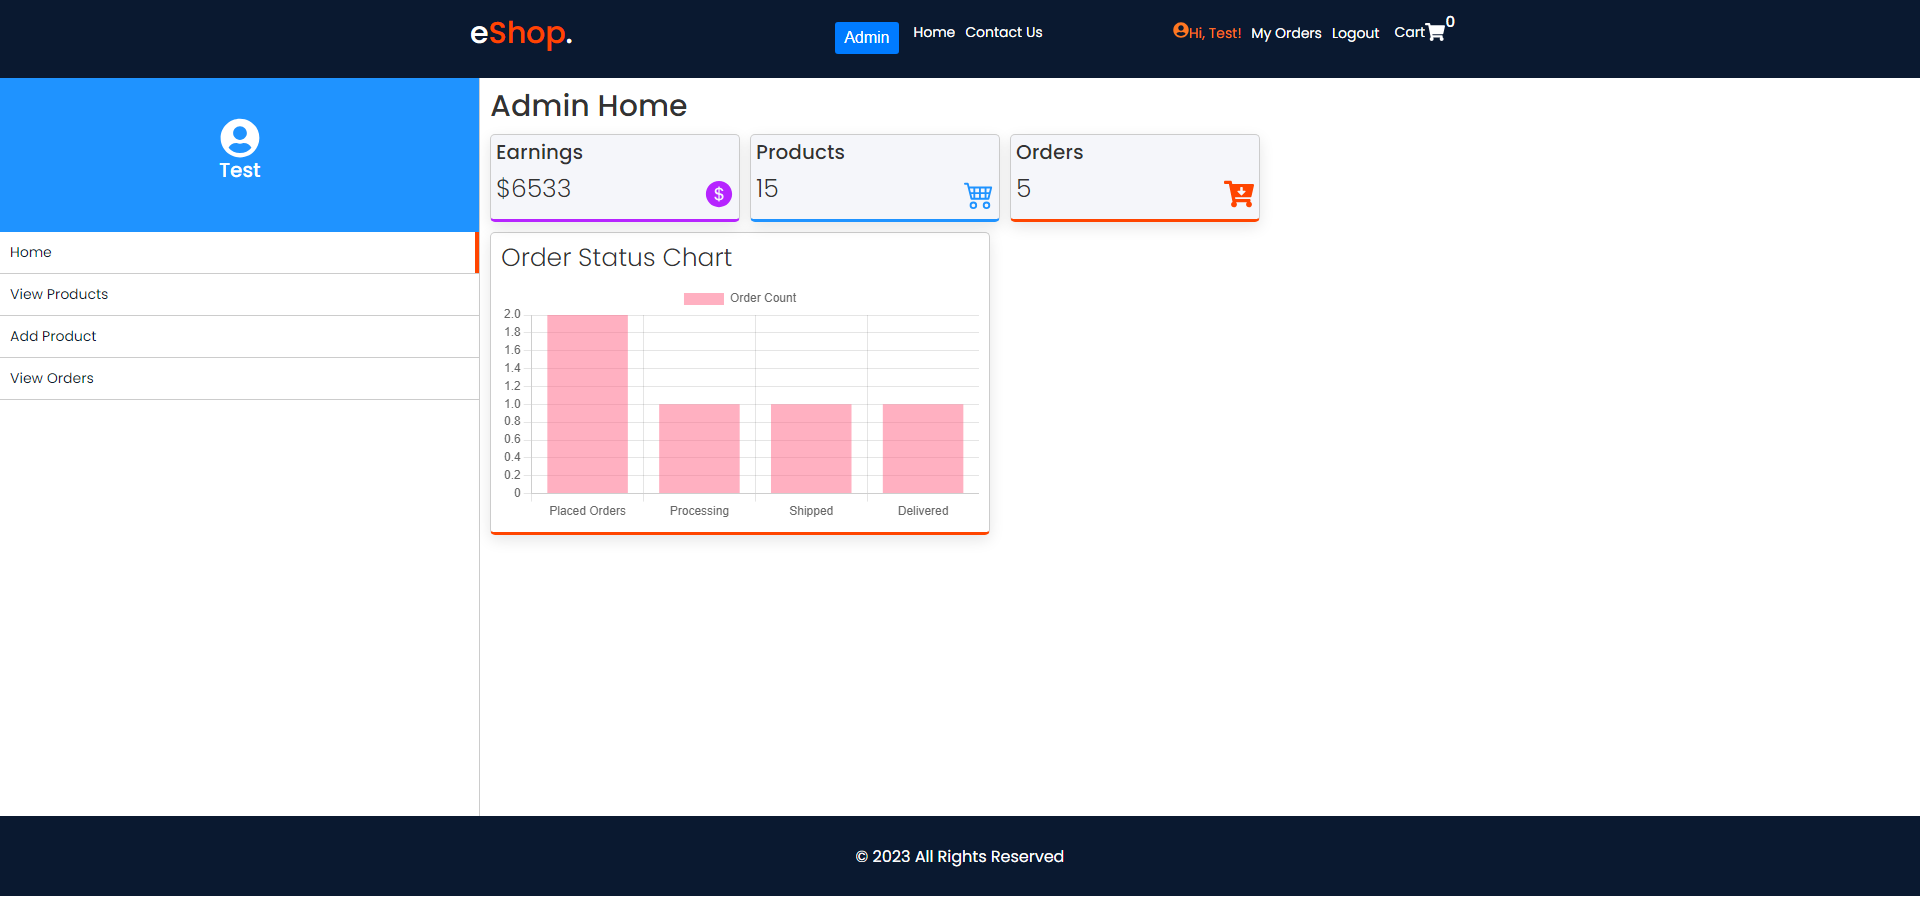 eShop.
Admin Home Contact Us
Hi, Test! My Orders Logout Cart 0
Test
Home
View Products
Add Product
View Orders
Admin Home
Earnings
$6533
$
Products
15
Orders
5
Order Status Chart
Order Count
2.0
1.8
1.6
1.4
1.2
1.0
0.8
0.6
0.4
0.2
0
Placed Orders Processing Shipped Delivered
© 2023 All Rights Reserved